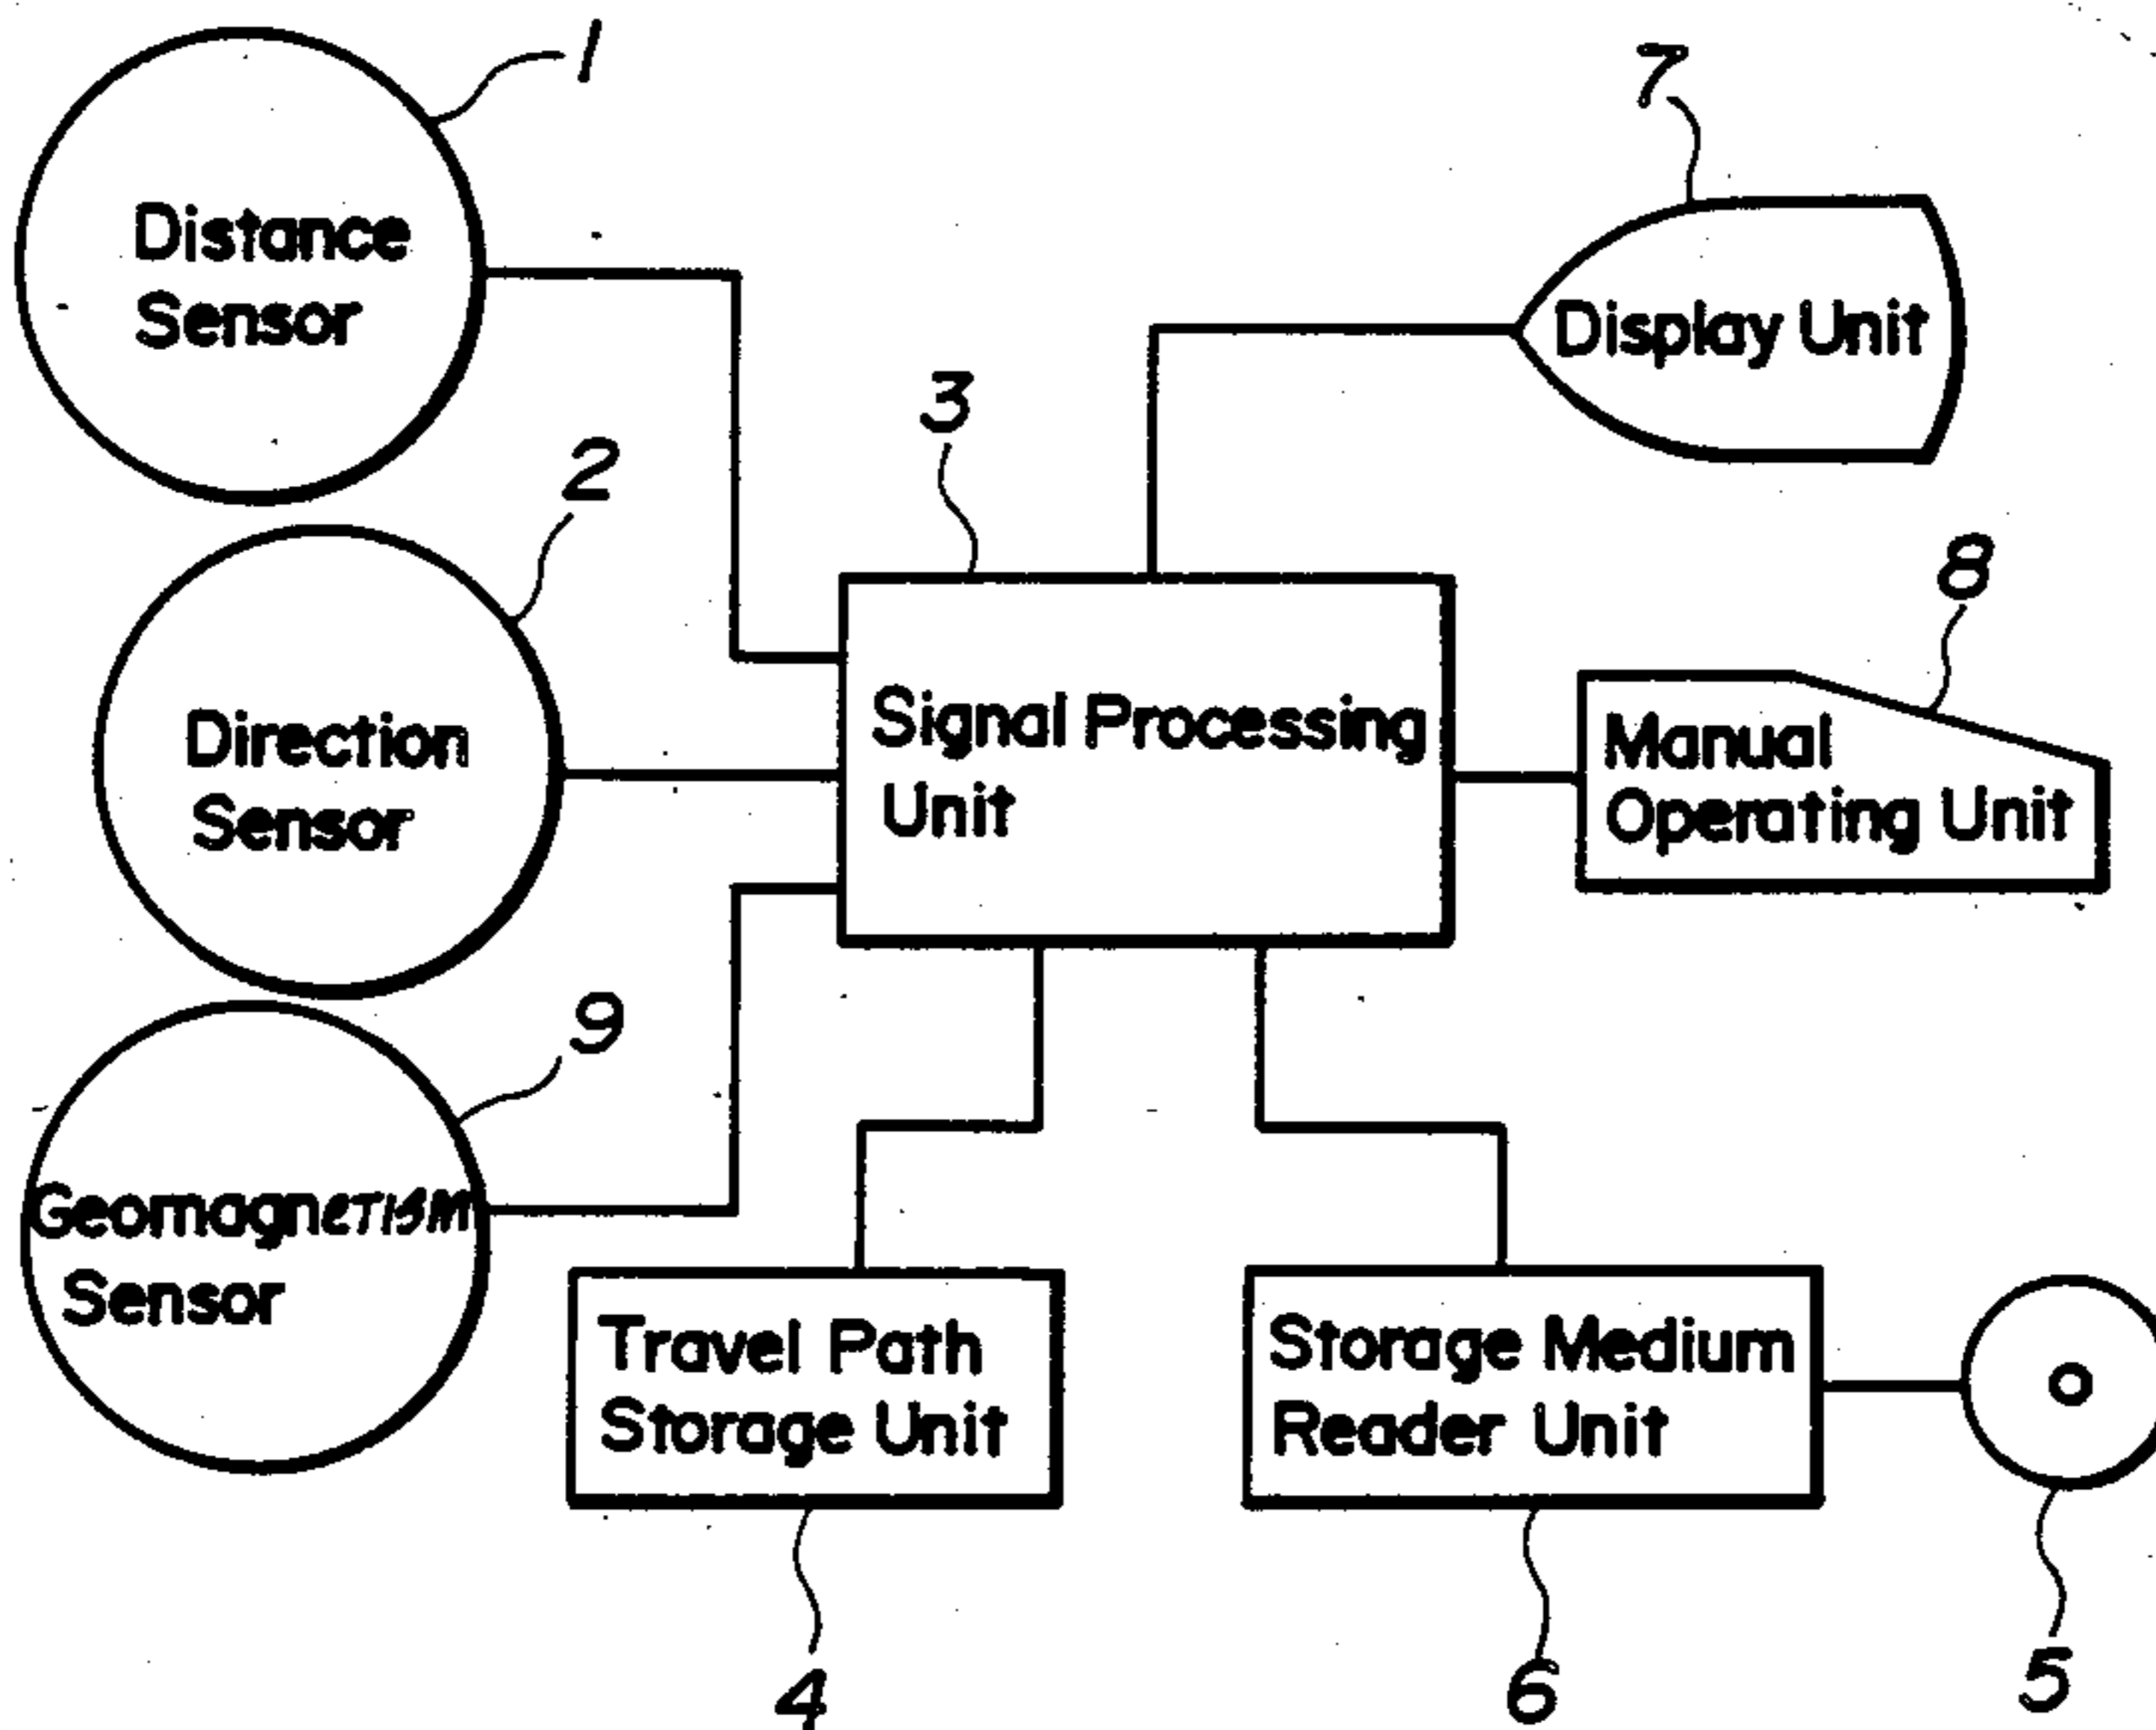 1
Distance
Sensor
7
Display Unit
2
3
Direction
Sensor
8
Signal Processing
Unit
Manual
Operating Unit
9
Geomagnetism
Sensor
Travel Path
Storage Unit
Storage Medium
Reader Unit
4
6
5